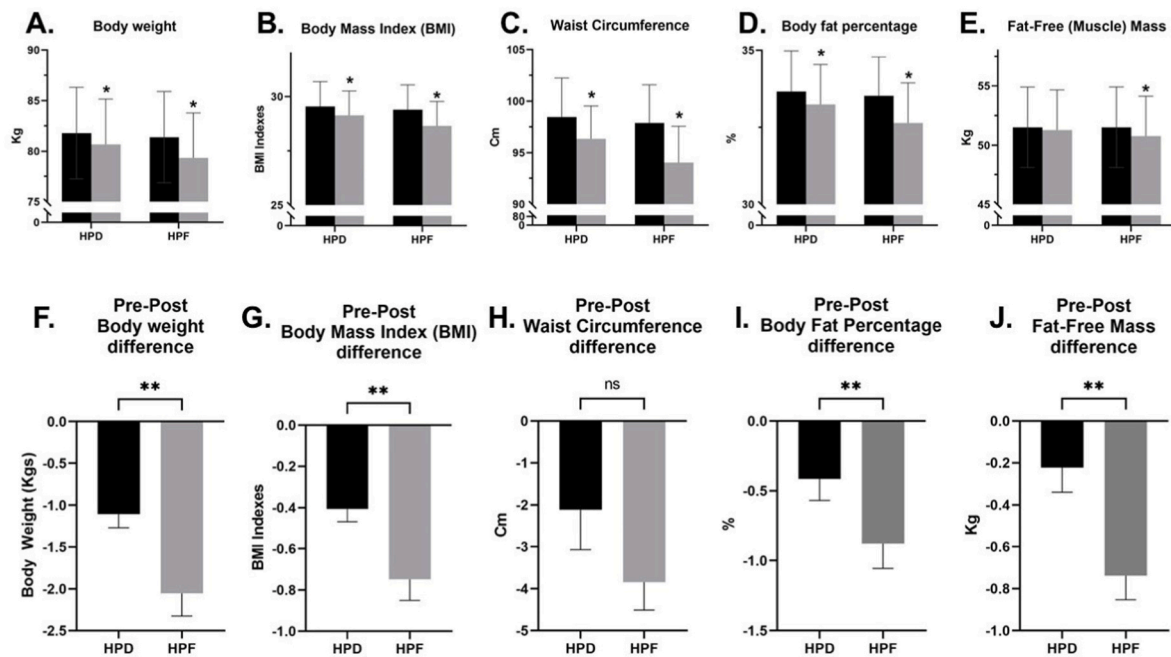 A. Body weight
90
85
80
75
0
Kg
*
*
HPD HPF
B. Body Mass Index (BMI)
30
25
0
BMI Indexes
*
*
HPD HPF
C. Waist Circumference
105
100
95
90
80
0
Cm
*
*
HPD HPF
D. Body fat percentage
35
30
0
%
*
*
HPD HPF
E. Fat-Free (Muscle) Mass
55
50
45
0
Kg
*
HPD HPF
F. Pre-Post
Body weight
difference
**
0.0
-0.5
-1.0
-1.5
-2.0
-2.5
Body Weight (Kgs)
HPD HPF
G. Pre-Post
Body Mass Index (BMI)
difference
**
0.0
-0.2
-0.4
-0.6
-0.8
-1.0
BMI Indexes
HPD HPF
H. Pre-Post
Waist Circumference
difference
ns
0
-1
-2
-3
-4
-5
Cm
HPD HPF
I. Pre-Post
Body Fat Percentage
difference
**
0.0
-0.5
-1.0
-1.5
%
HPD HPF
J. Pre-Post
Fat-Free Mass
difference
**
0.0
-0.2
-0.4
-0.6
-0.8
-1.0
Kg
HPD HPF